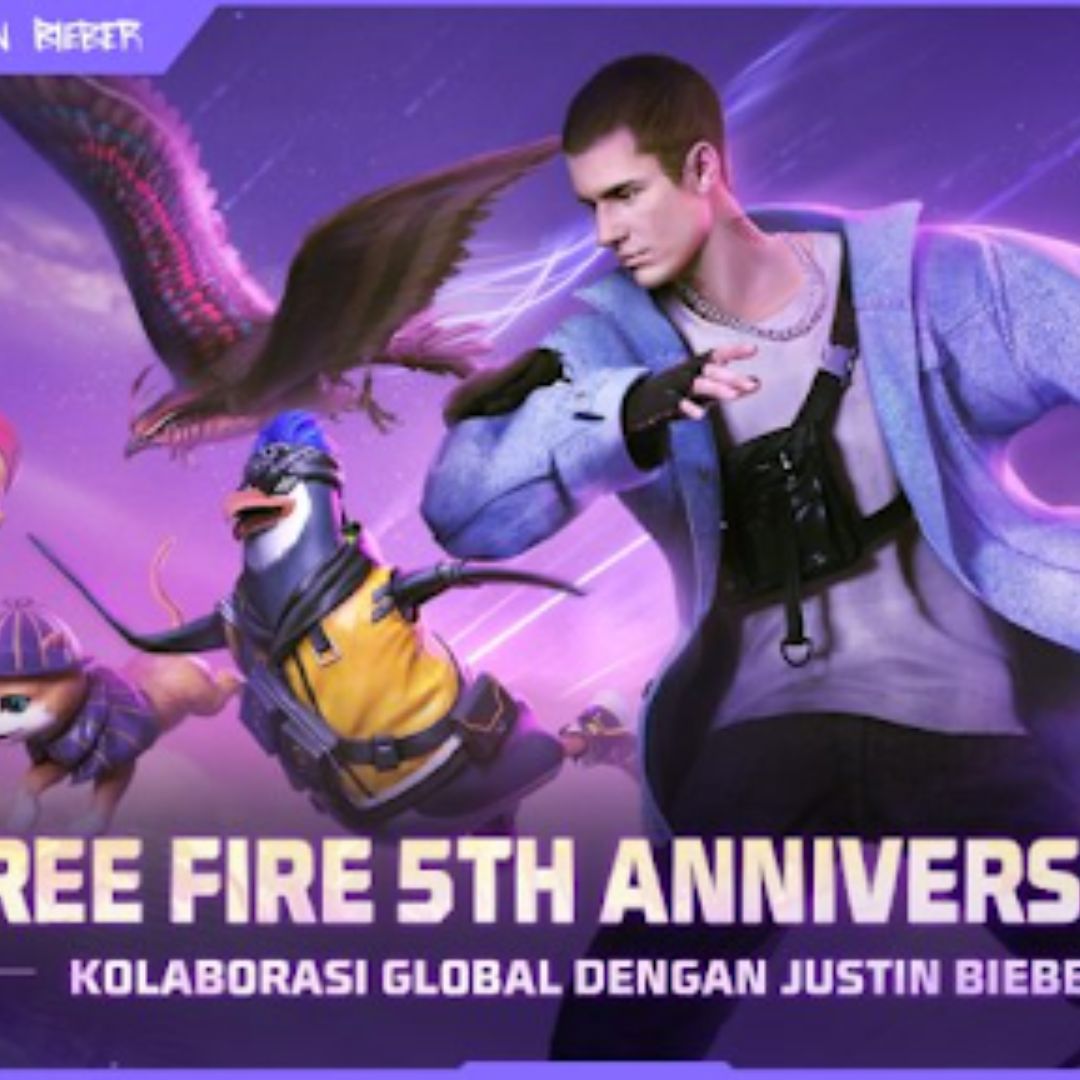 N BIEBER
REE FIRE 5TH ANNIVERS
KOLABORASI GLOBAL DENGAN JUSTIN BIEBE